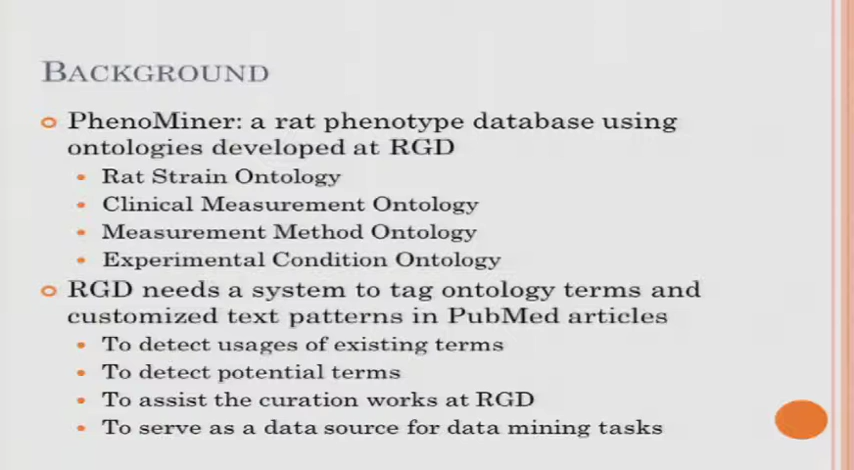 BACKGROUND
PhenoMiner: a rat phenotype database using
ontologies developed at RGD
Rat Strain Ontology
Clinical Measurement Ontology
Measurement Method Ontology
Experimental Condition Ontology
RGD needs a system to tag ontology terms and
customized text patterns in PubMed articles
To detect usages of existing terms
To detect potential terms
To assist the curation works at RGD
To serve as a data source for data mining tasks